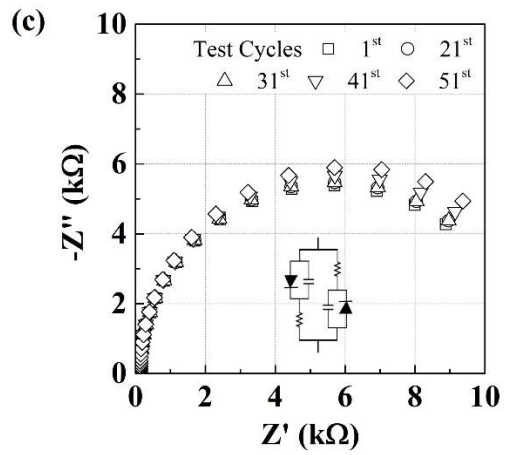 (c)
10
8
6
4
2
0
-Z" (kΩ)
Test Cycles 1st 21st
31st 41st 51st
0 2 4 6 8 10
Z' (kΩ)